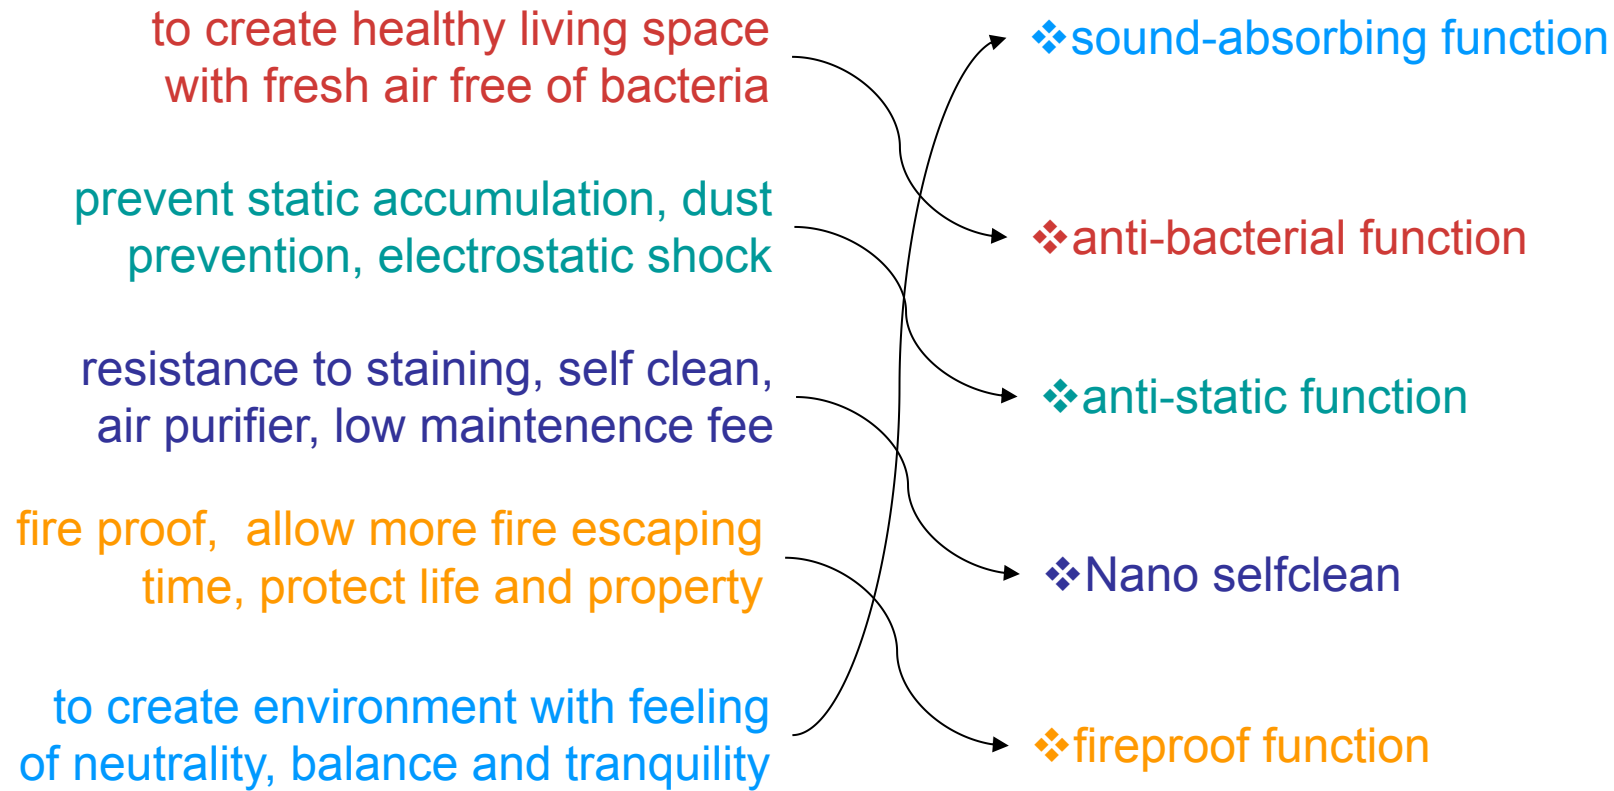 to create healthy living space
with fresh air free of bacteria
prevent static accumulation, dust
prevention, electrostatic shock
resistance to staining, self clean,
air purifier, low maintenence fee
fire proof,  allow more fire escaping
time, protect life and property
to create environment with feeling
of neutrality, balance and tranquility
❖sound-absorbing function
❖anti-bacterial function
❖anti-static function
❖Nano selfclean
❖fireproof function